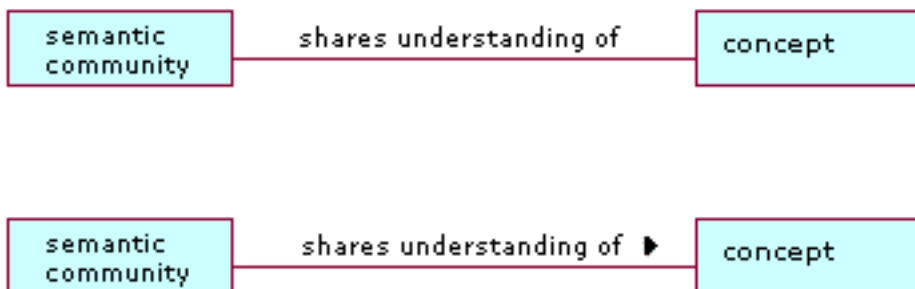 semantic
community
shares understanding of
concept
semantic
community
shares understanding of
concept